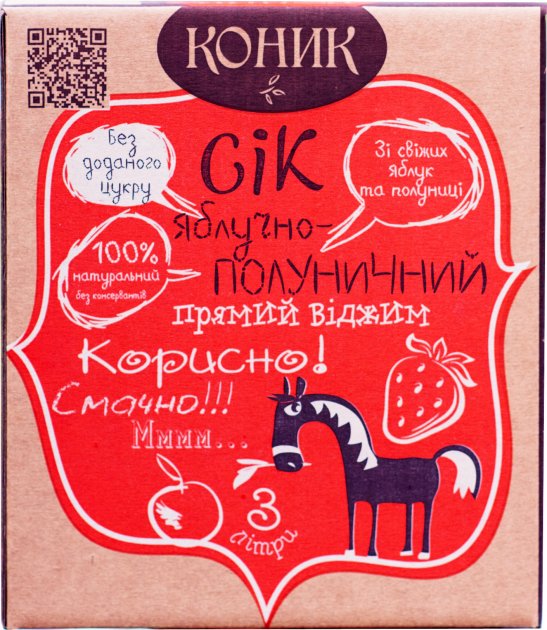 КОНИК
Без
доданого
цукру
Сік
Зі свіжих
яблук
та полуниці
яблучно-
ПОЛУНИЧНИЙ
100%
натуральний
без консервантів
прямий віджим
Корисно!
Смачно!!!
Мммм...
3
літри